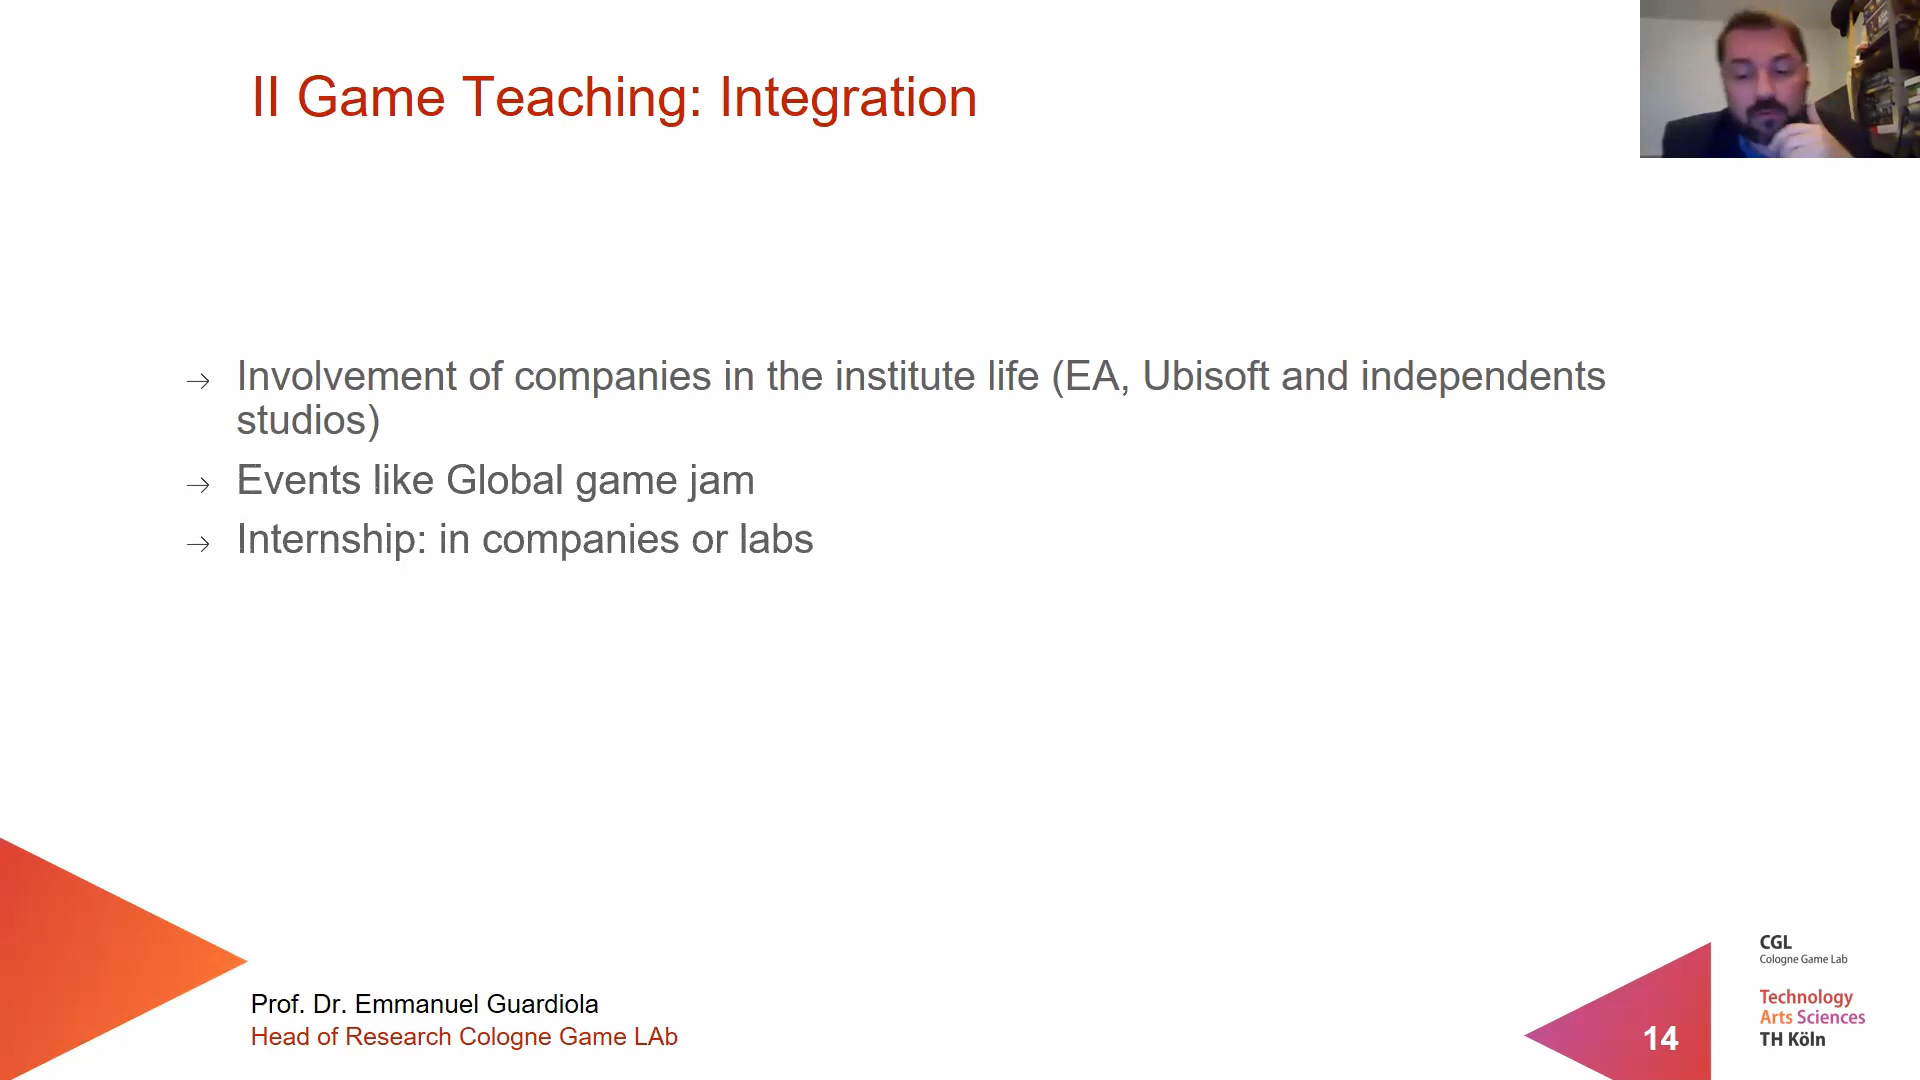 II Game Teaching: Integration
→ Involvement of companies in the institute life (EA, Ubisoft and independents
studios)
→ Events like Global game jam
→ Internship: in companies or labs
Prof. Dr. Emmanuel Guardiola
Head of Research Cologne Game LAb
14
CGL
Cologne Game Lab
Technology
Arts Sciences
TH Köln